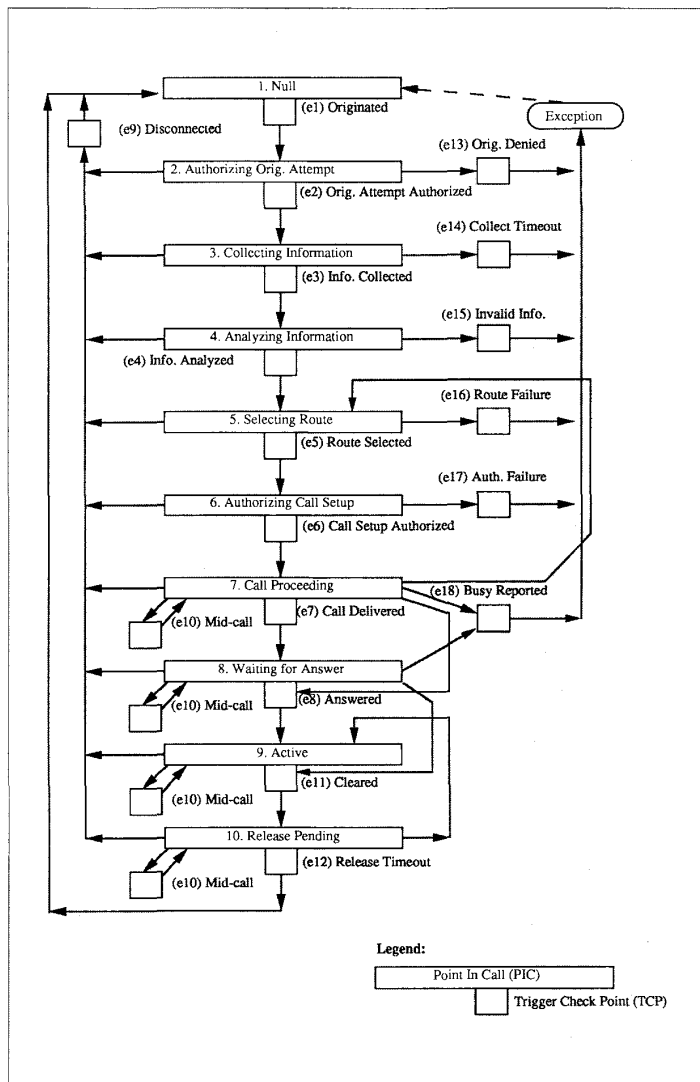 1. Null
(e1) Originated
Exception
(e9) Disconnected
(e13) Orig. Denied
2. Authorizing Orig. Attempt
(e2) Orig. Attempt Authorized
(e14) Collect Timeout
3. Collecting Information
(e3) Info. Collected
(e15) Invalid Info.
4. Analyzing Information
(e4) Info. Analyzed
(e16) Route Failure
5. Selecting Route
(e5) Route Selected
(e17) Auth. Failure
6. Authorizing Call Setup
(e6) Call Setup Authorized
7. Call Proceeding
(e18) Busy Reported
(e10) Mid-call
(e7) Call Delivered
8. Waiting for Answer
(e10) Mid-call
(e8) Answered
9. Active
(e10) Mid-call
(e11) Cleared
10. Release Pending
(e12) Release Timeout
(e10) Mid-call
Legend:
Point In Call (PIC)
Trigger Check Point (TCP)